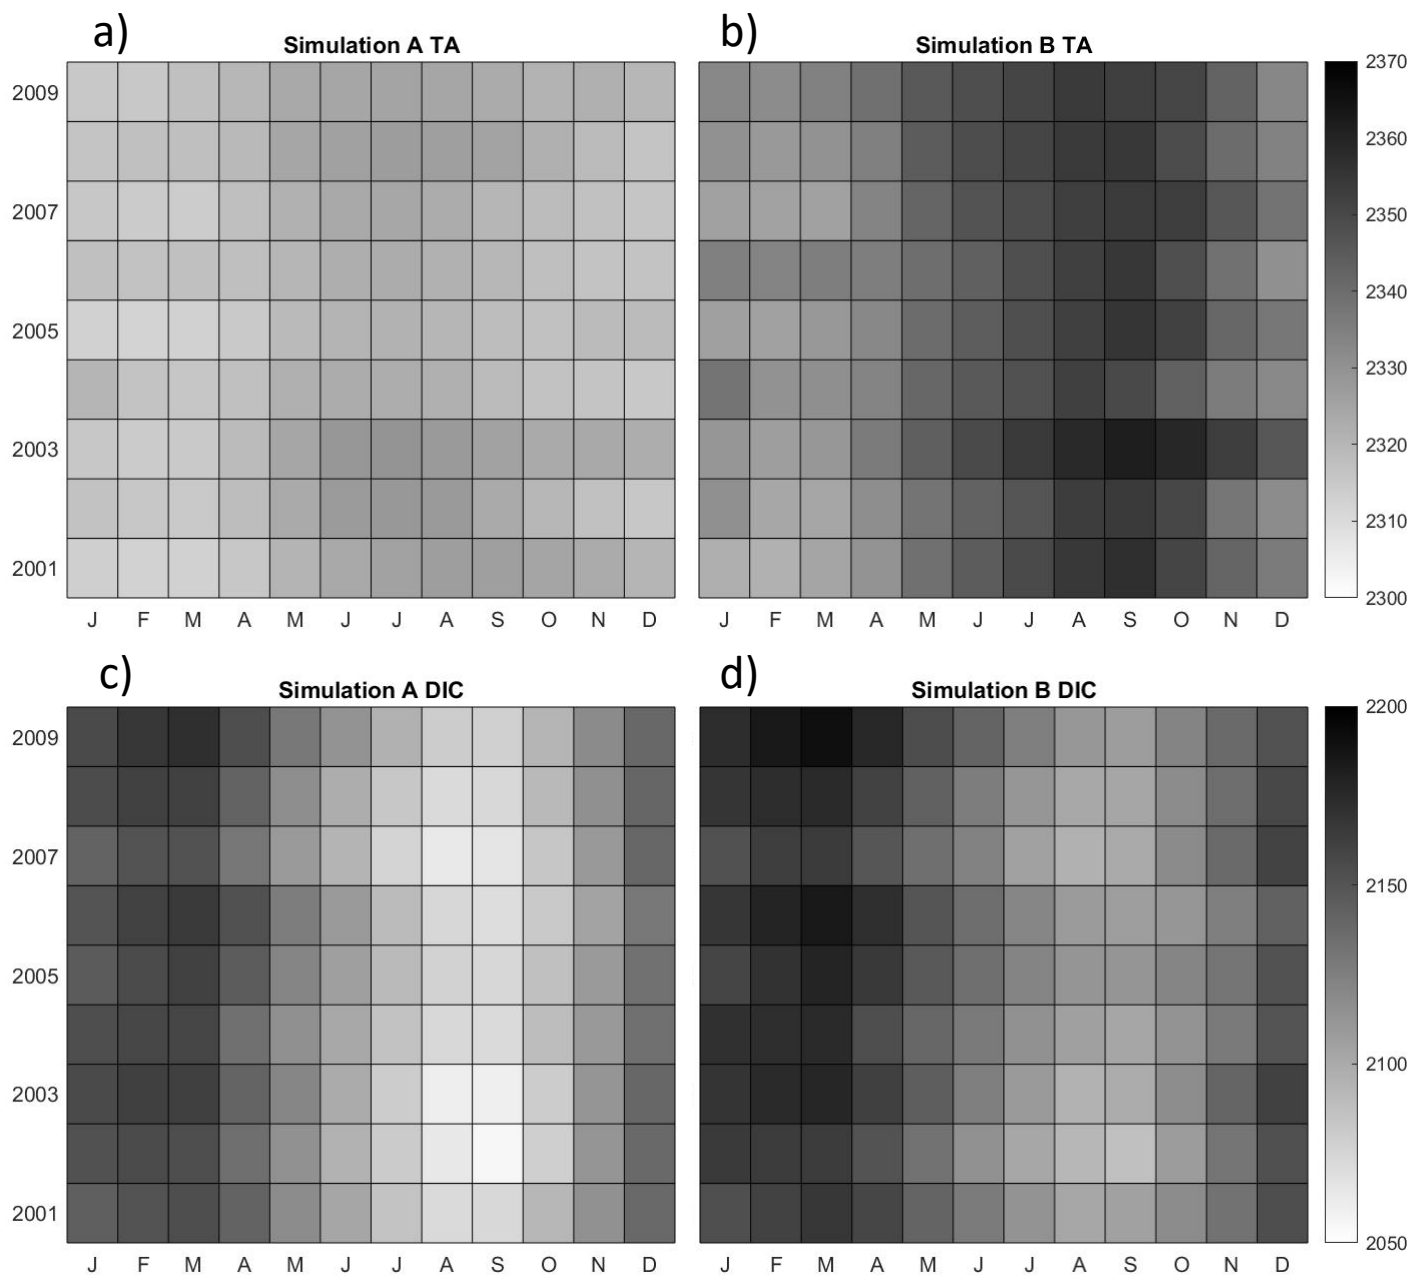 a) b)
Simulation A TA Simulation B TA
2009
2007
2005
2003
2001
J F M A M J J A S O N D
J F M A M J J A S O N D
2370
2360
2350
2340
2330
2320
2310
2300
c) d)
Simulation A DIC Simulation B DIC
2009
2007
2005
2003
2001
J F M A M J J A S O N D
J F M A M J J A S O N D
2200
2150
2100
2050